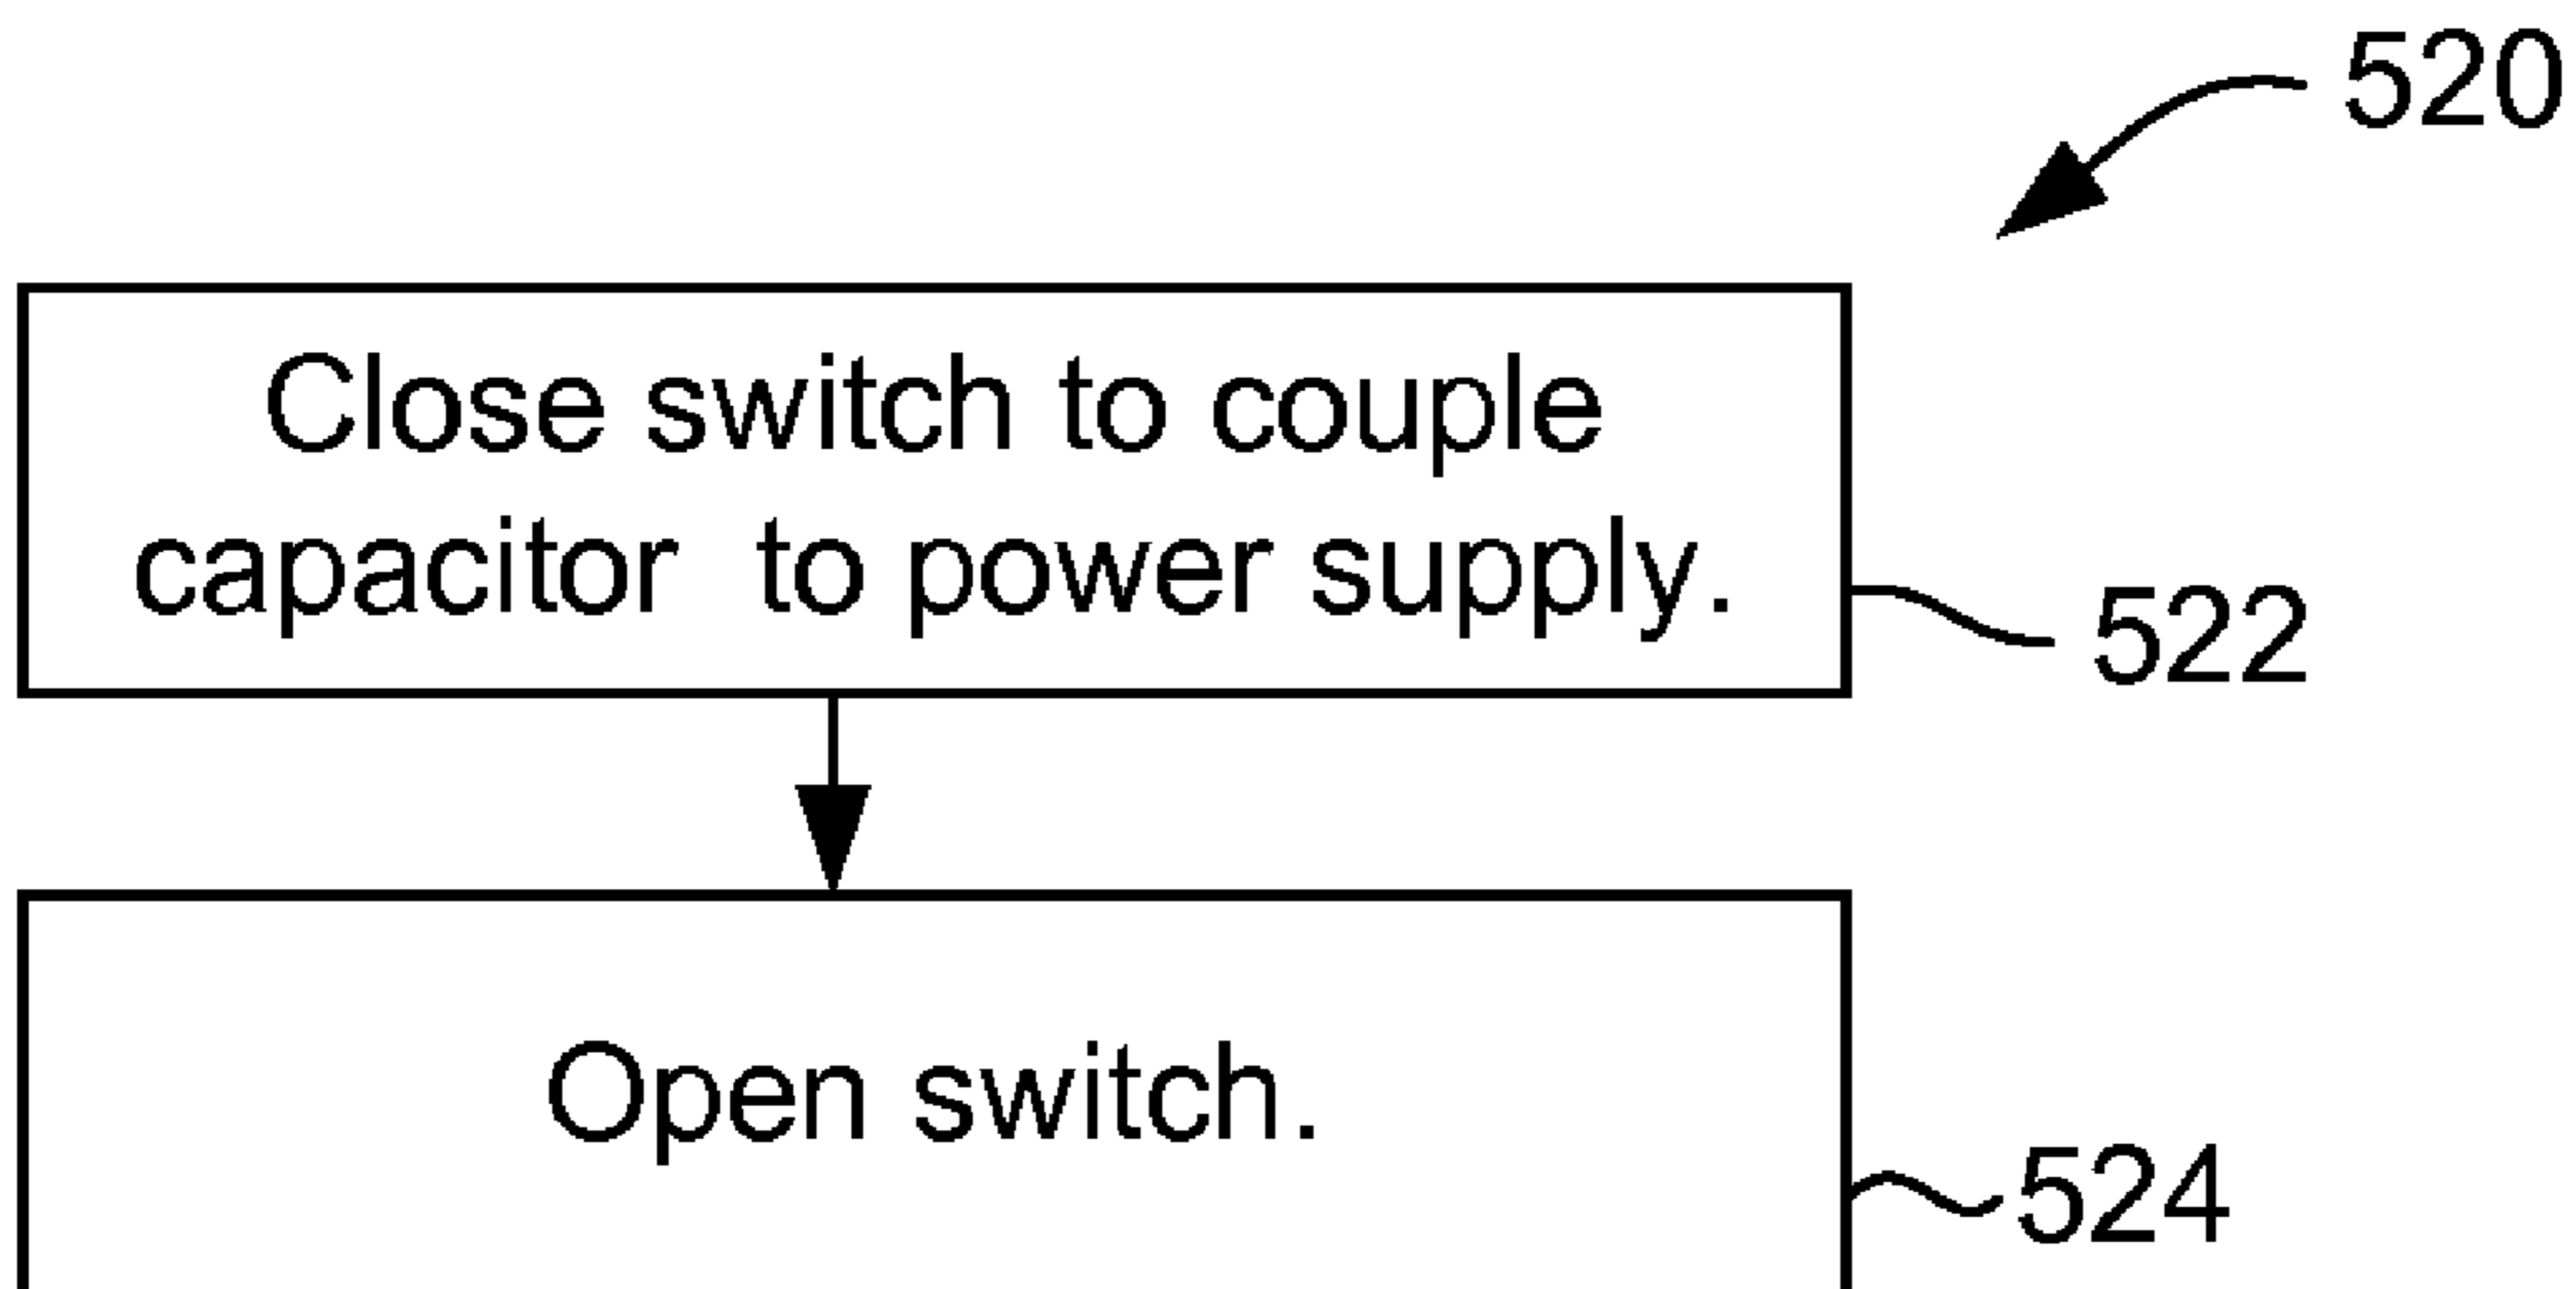 520
Close switch to couple
capacitor  to power supply.
522
Open switch.
524